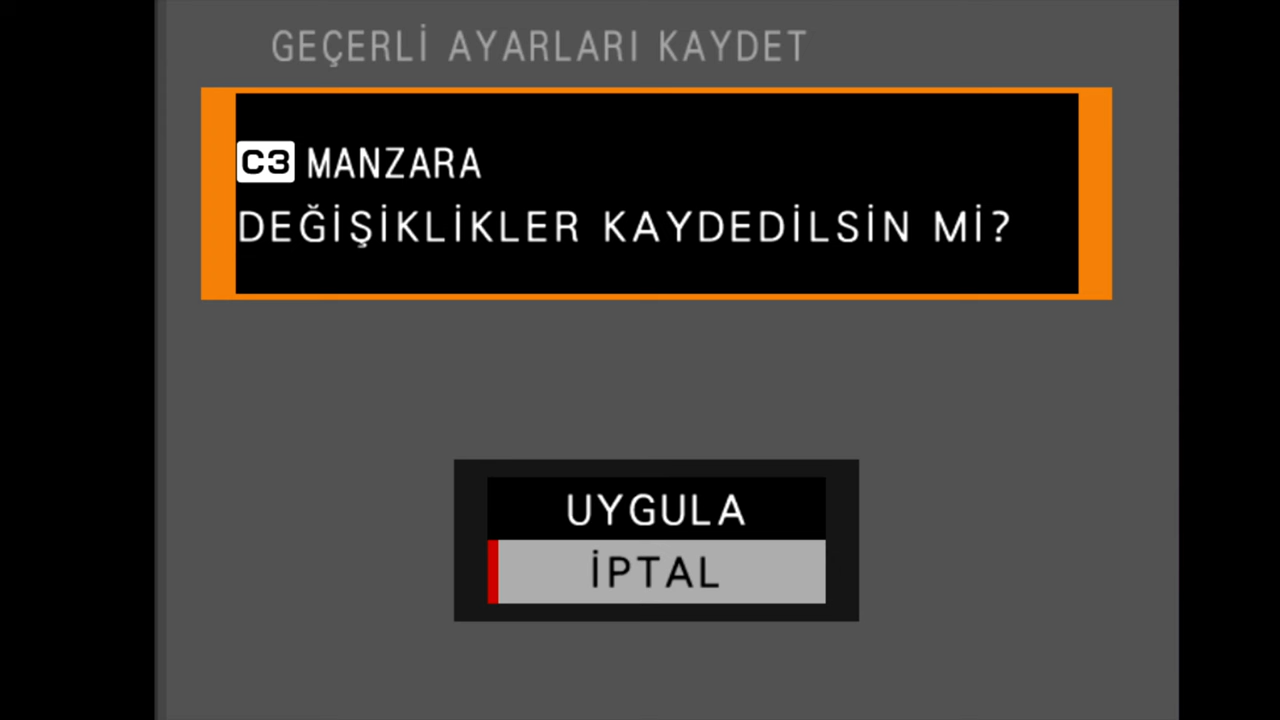 GEÇERLİ AYARLARI KAYDET
C3 MANZARA
DEĞİŞİKLİKLER KAYDEDİLSİN Mİ?
UYGULA
İPTAL